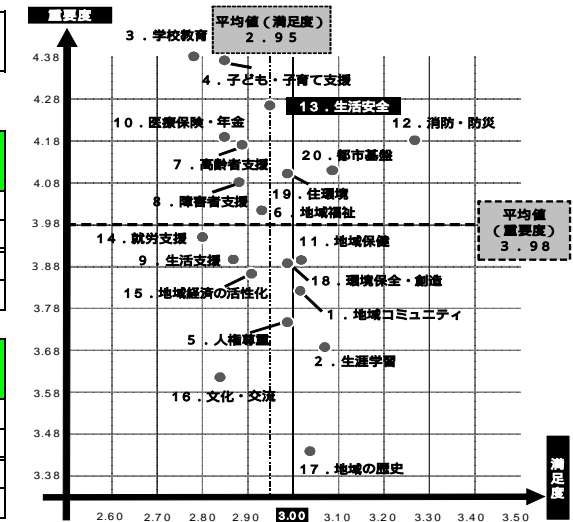 重要度
平均値（満足度）
２．９５
３．学校教育
4.38
４．子ども・子育て支援
4.28
１３．生活安全
１０．医療保険・年金
１２．消防・防災
4.18
２０．都市基盤
７．高齢者支援
4.08
８．障害者支援
１９．住環境
６．地域福祉
平均値
（重要度）
３．９８
3.98
１４．就労支援
１１．地域保健
９．生活支援
3.88
１８．環境保全・創造
１５．地域経済の活性化
3.78
１．地域コミュニティ
５．人権尊重
3.68
２．生涯学習
3.58
１６．文化・交流
3.48
１７．地域の歴史
3.38
満足度
2.60 2.70 2.80 2.90 3.00 3.10 3.20 3.30 3.40 3.50